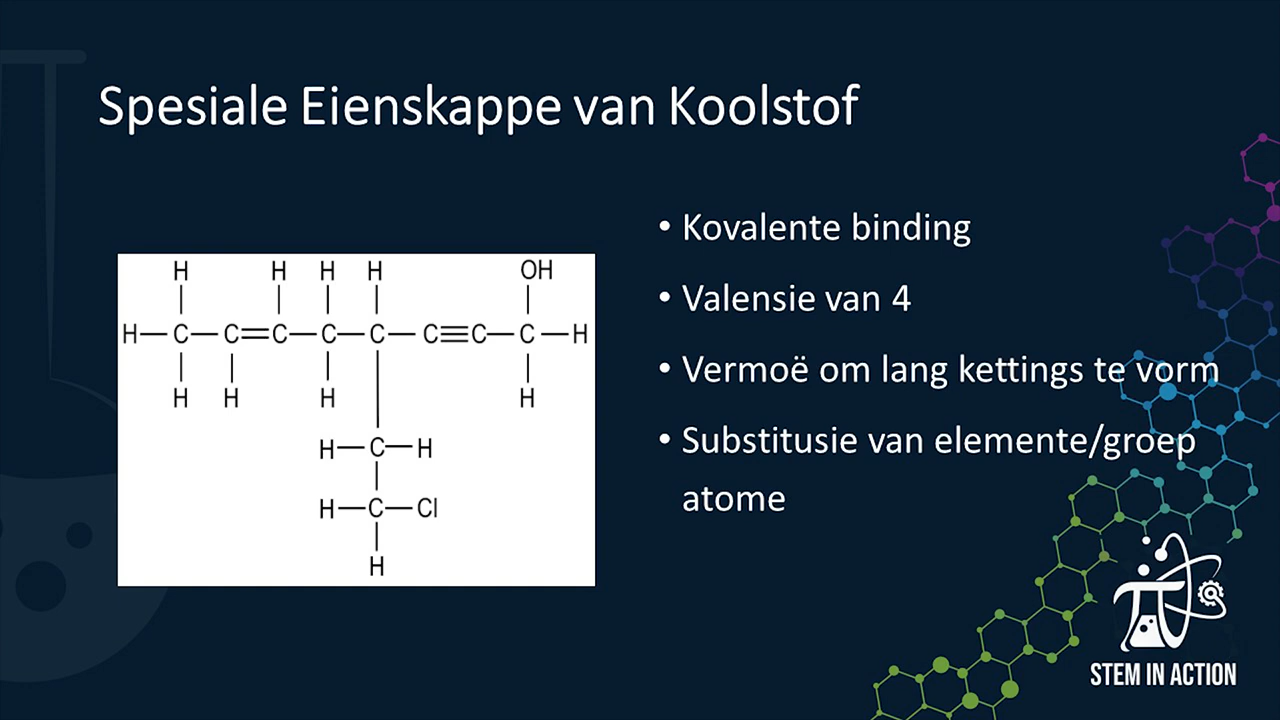 Spesiale Eienskappe van Koolstof
• Kovalente binding
• Valensie van 4
• Vermoë om lang kettings te vorm
• Substitusie van elemente/groep
atome
H H H H OH
H—C—C=C—C—C—C≡C—C—H
H H H H
H—C—H
H—C—Cl
H
STEM IN ACTION